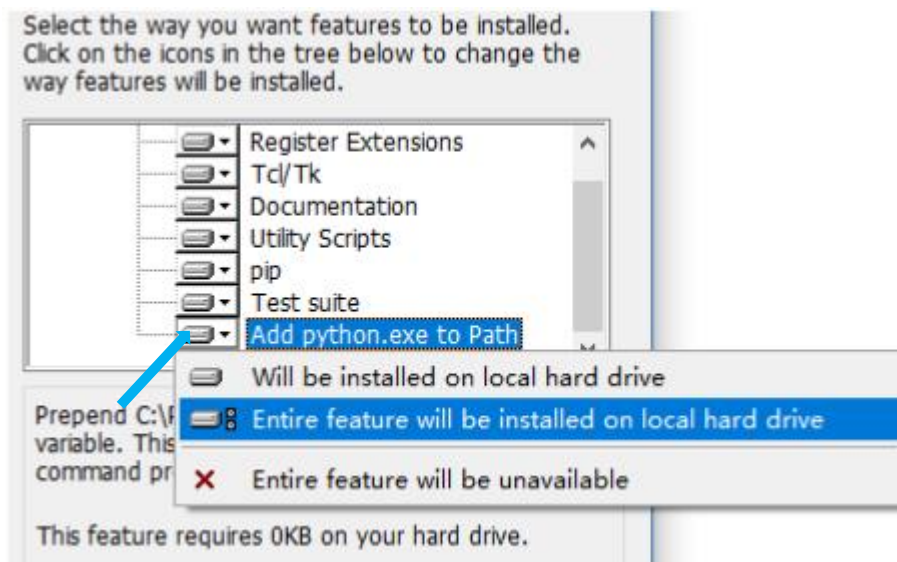 Select the way you want features to be installed.
Click on the icons in the tree below to change the
way features will be installed.
Register Extensions
Tcl/Tk
Documentation
Utility Scripts
pip
Test suite
Add python.exe to Path
Will be installed on local hard drive
Entire feature will be installed on local hard drive
Entire feature will be unavailable
Prepend C:\
variable. This
command
This feature requires 0KB on your hard drive.